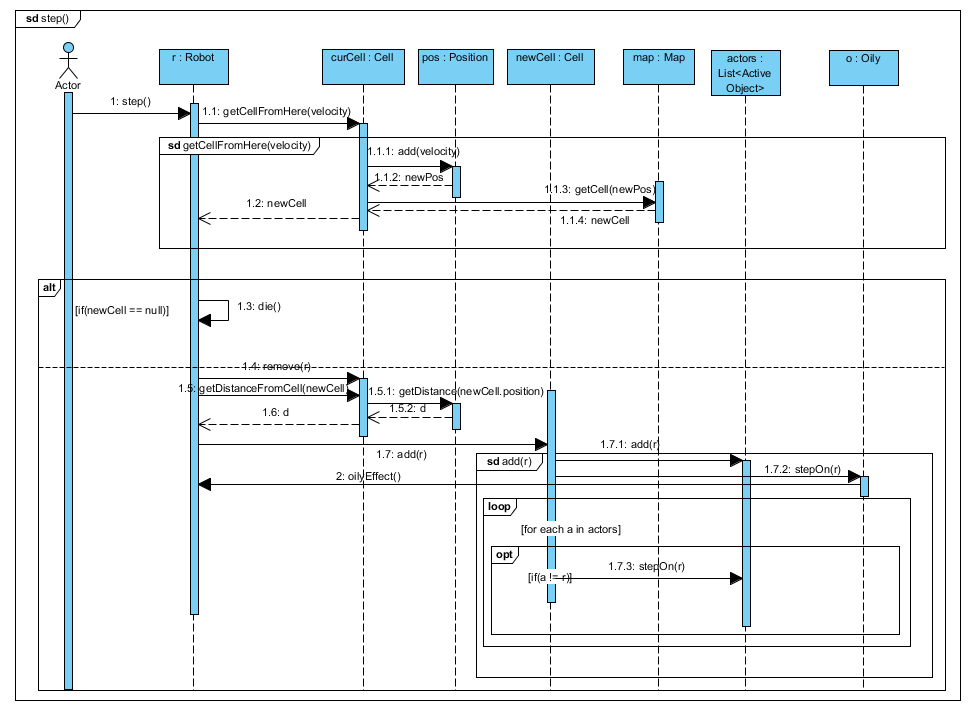 sd step()
Actor
r : Robot
curCell : Cell
pos : Position
newCell : Cell
map : Map
actors :
List<Active
Object>
o : Oily
1: step()
1.1: getCellFromHere(velocity)
sd getCellFromHere(velocity)
1.1.1: add(velocity)
1.1.2: newPos
1.1.3: getCell(newPos)
1.2: newCell
1.1.4: newCell
alt
[if(newCell == null)]
1.3: die()
1.4: remove(r)
1.5: getDistanceFromCell(newCell)
1.5.1: getDistance(newCell.position)
1.5.2: d
1.6: d
1.7: add(r)
1.7.1: add(r)
sd add(r)
1.7.2: stepOn(r)
2: oilyEffect()
loop
[for each a in actors]
opt
1.7.3: stepOn(r)
[if(a != r)]